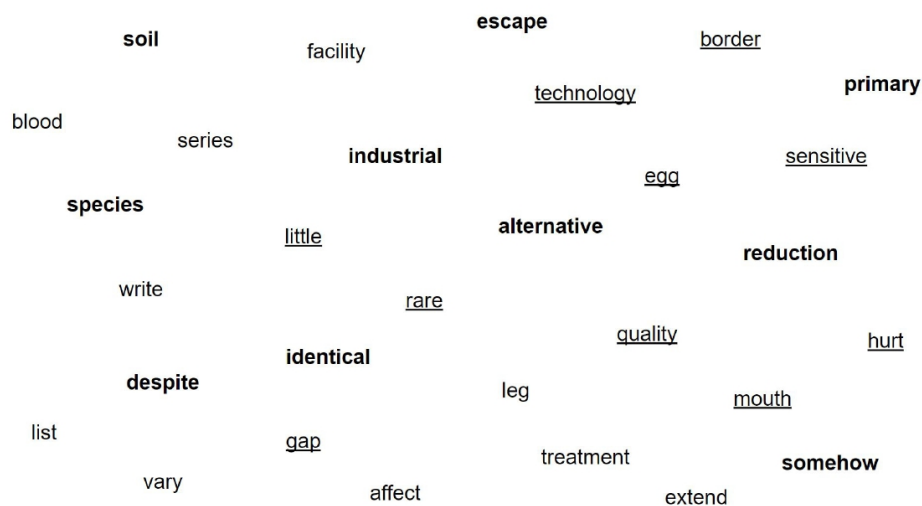 escape
soil
border
facility
primary
technology
blood
series
industrial
sensitive
egg
species
alternative
little
reduction
write
rare
quality
hurt
identical
despite
leg
mouth
list
gap
treatment
somehow
vary
affect
extend